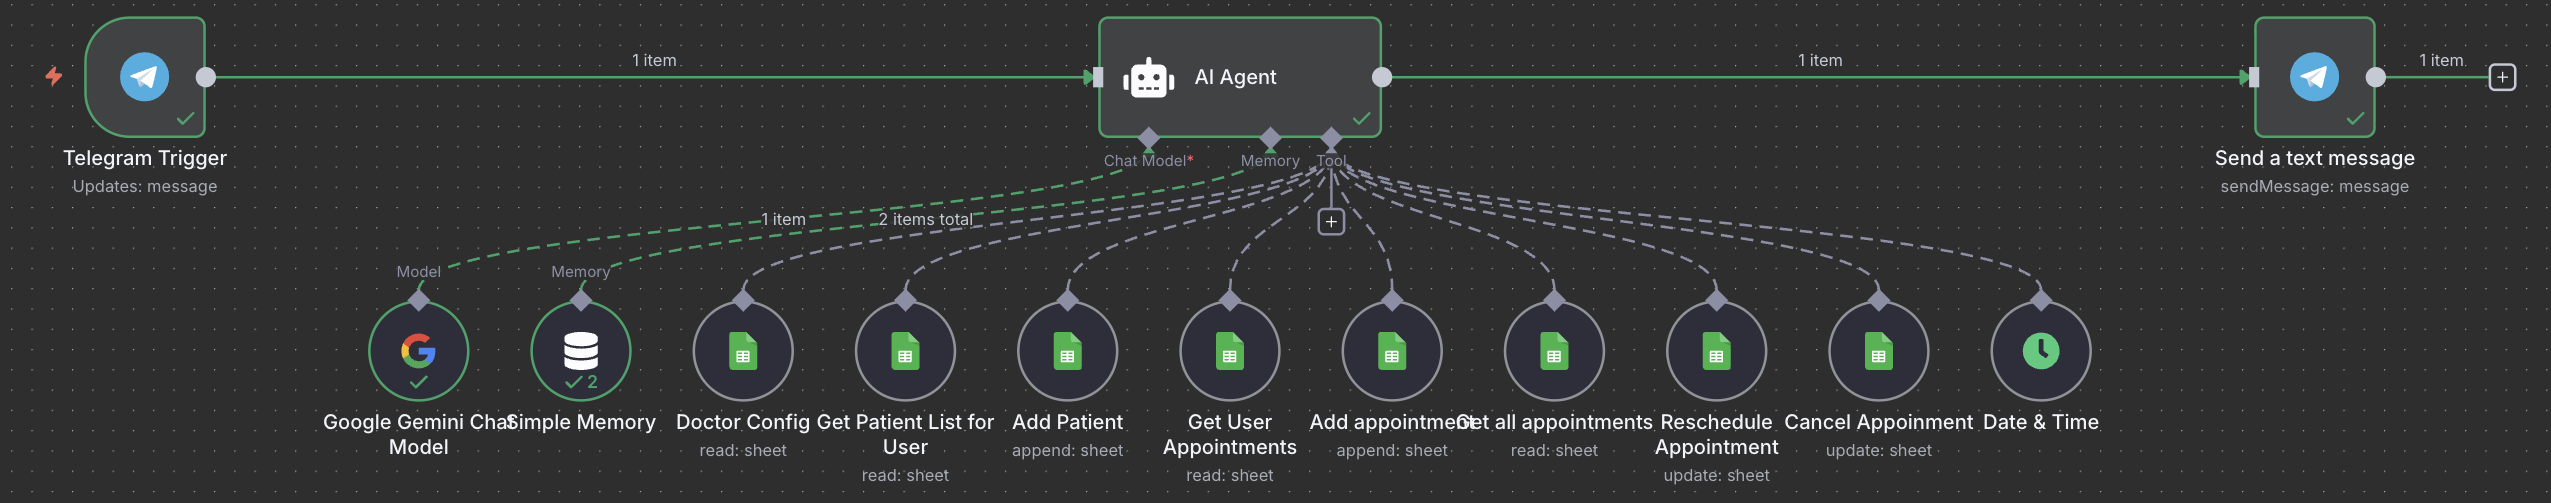 1 item
1 item
1 item
AI Agent
Telegram Trigger
Updates: message
Chat Model*
Memory
Tool
Send a text message
sendMessage: message
1 item
2 items total
Model
Memory
2
Google Gemini Chat
Model
Simple Memory
Doctor Config
read: sheet
Get Patient List for
User
read: sheet
Add Patient
append: sheet
Get User
Appointments
read: sheet
Add appointment
append: sheet
Get all appointments
read: sheet
Reschedule
Appointment
update: sheet
Cancel Appoinment
update: sheet
Date & Time